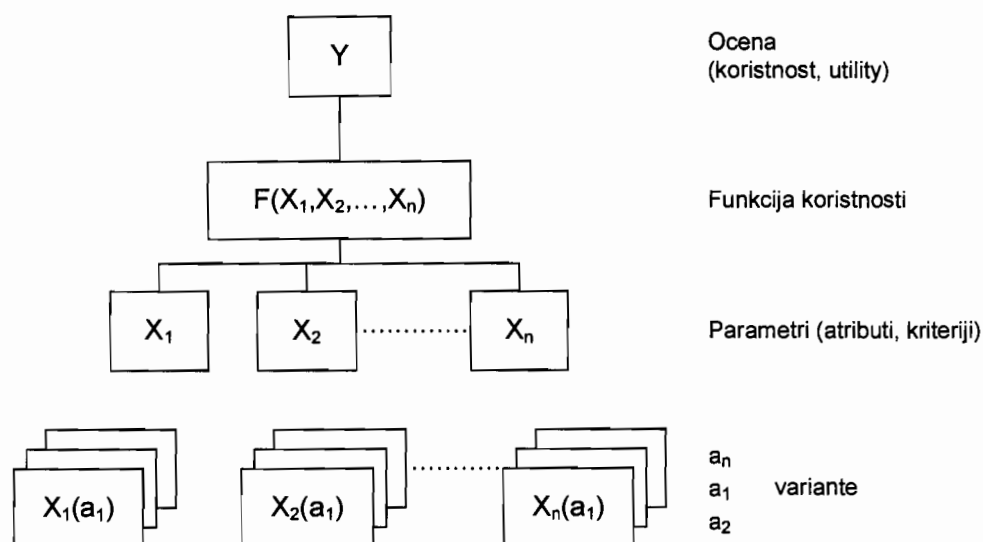 Y
Ocena
(koristnost, utility)
F(X₁,X₂,...,Xₙ)
Funkcija koristnosti
X₁ X₂ Xₙ
Parametri (atributi, kriteriji)
aₙ
X₁(a₁) X₂(a₁) Xₙ(a₁)
a₁ variante
a₂